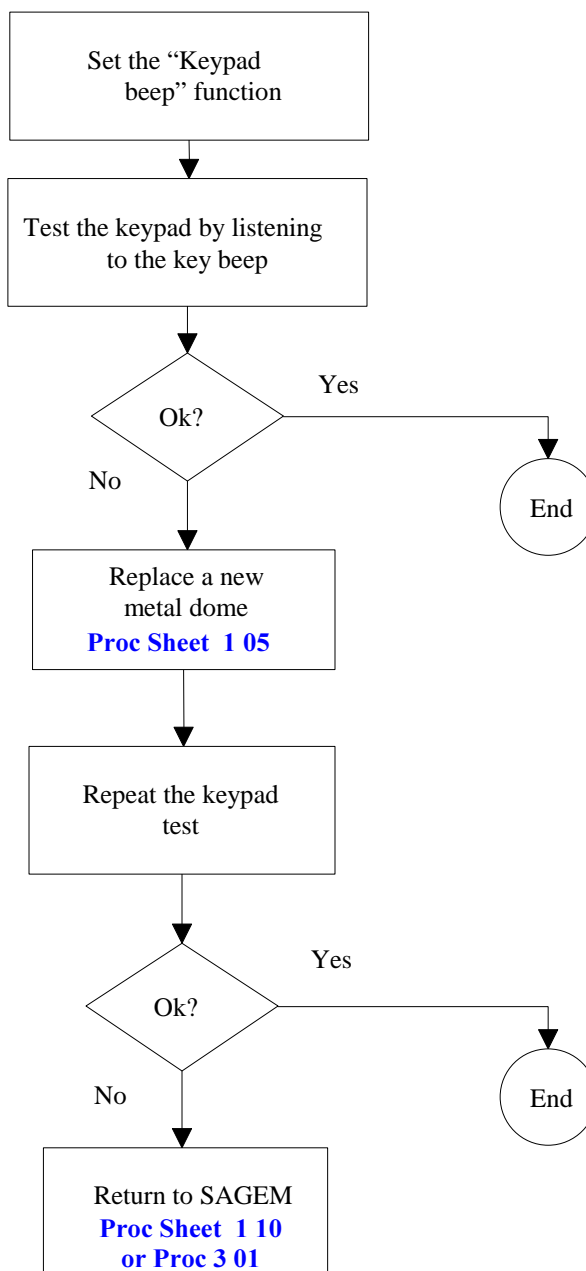 Set the “Keypad
beep” function
Test the keypad by listening
to the key beep
Ok?
Yes
No
End
Replace a new
metal dome
Proc Sheet 1 05
Repeat the keypad
test
Ok?
Yes
No
End
Return to SAGEM
Proc Sheet 1 10
or Proc 3 01